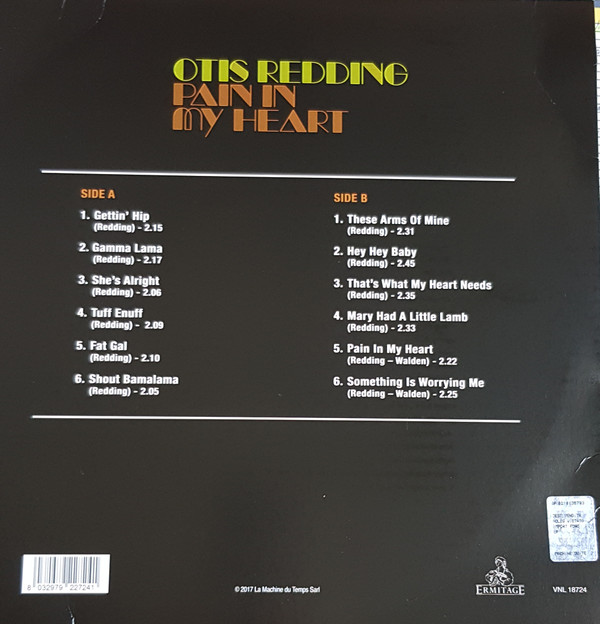 OTIS REDDING
PAIN IN
MY HEART
SIDE A
1. Gettin' Hip
(Redding) - 2.15
2. Gamma Lama
(Redding) - 2.17
3. She's Alright
(Redding) - 2.06
4. Tuff Enuff
(Redding) - 2.09
5. Fat Gal
(Redding) - 2.10
6. Shout Bamalama
(Redding) - 2.05
SIDE B
1. These Arms Of Mine
(Redding) - 2.31
2. Hey Hey Baby
(Redding) - 2.45
3. That's What My Heart Needs
(Redding) - 2.35
4. Mary Had A Little Lamb
(Redding) - 2.33
5. Pain In My Heart
(Redding – Walden) - 2.22
6. Something Is Worrying Me
(Redding – Walden) - 2.25
8 032979 227241
© 2017 La Machine du Temps Sarl
ERMITAGE
VNL 18724